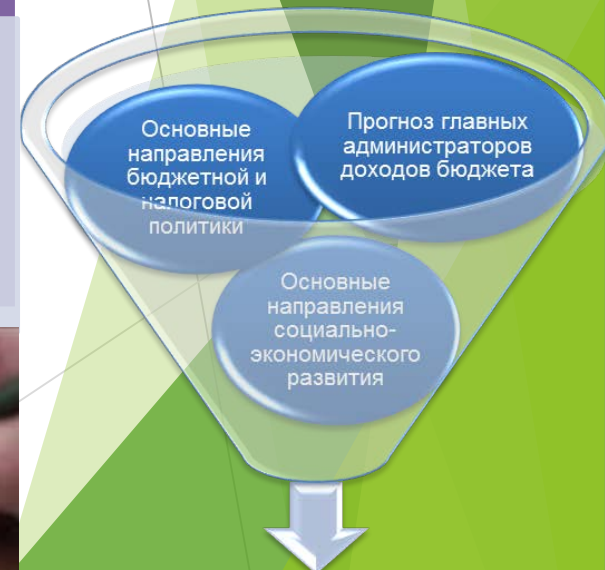 Основные
направления
бюджетной и
налоговой
политики
Прогноз главных
администраторов
доходов бюджета
Основные
направления
социально-
экономического
развития